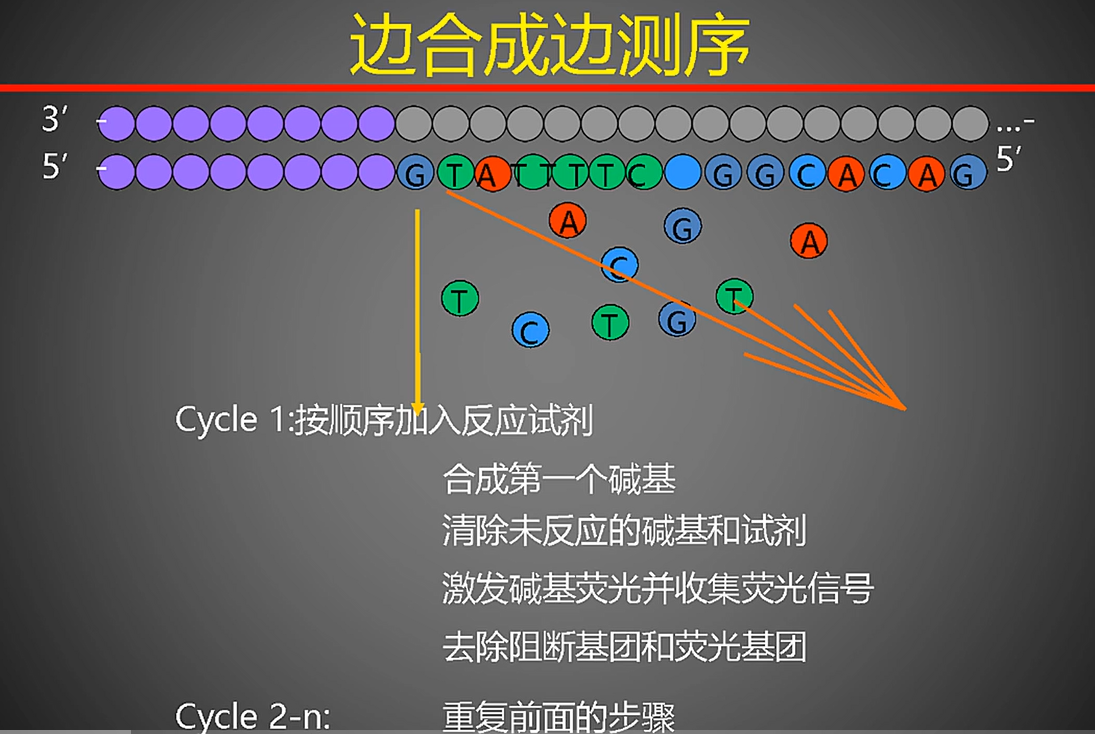 边合成边测序
3′ - ...-
5′ - G T A T T T T C G G C A C A G 5′
A G A
C
T C T G T
Cycle 1:按顺序加入反应试剂
合成第一个碱基
清除未反应的碱基和试剂
激发碱基荧光并收集荧光信号
去除阻断基团和荧光基团
Cycle 2-n: 重复前面的步骤